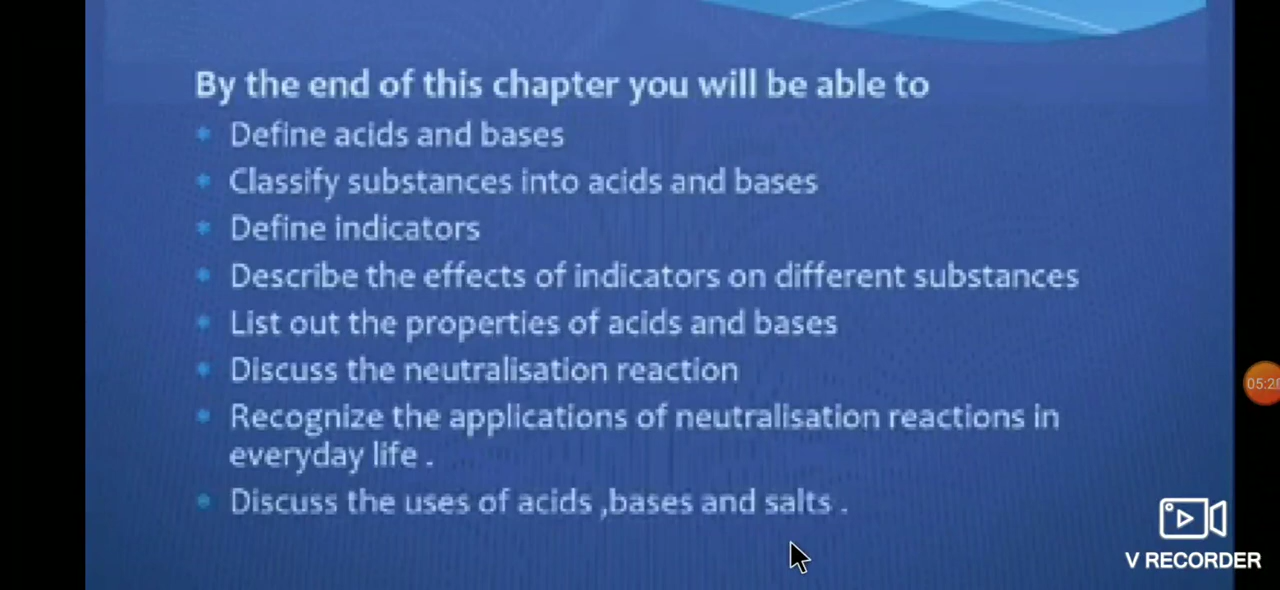 By the end of this chapter you will be able to
Define acids and bases
Classify substances into acids and bases
Define indicators
Describe the effects of indicators on different substances
List out the properties of acids and bases
Discuss the neutralisation reaction
Recognize the applications of neutralisation reactions in
everyday life .
Discuss the uses of acids ,bases and salts .
V RECORDER